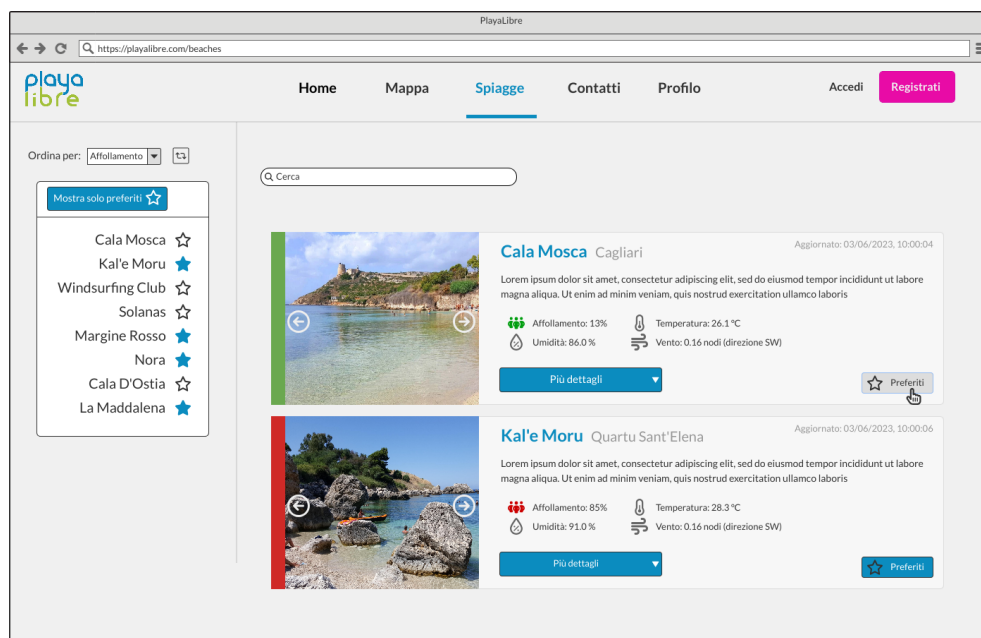 PlayaLibre
https://playalibre.com/beaches
playa
libre
Home Mappa Spiagge Contatti Profilo Accedi Registrati
Ordina per: Affollamento
Mostra solo preferiti
Cala Mosca
Kal'e Moru
Windsurfing Club
Solanas
Margine Rosso
Nora
Cala D'Ostia
La Maddalena
Cerca
Cala Mosca Cagliari
Aggiornato: 03/06/2023, 10:00:04
Lorem ipsum dolor sit amet, consectetur adipiscing elit, sed do eiusmod tempor incididunt ut labore
magna aliqua. Ut enim ad minim veniam, quis nostrud exercitation ullamco laboris
Affollamento: 13% Temperatura: 26.1 °C
Umidità: 86.0 % Vento: 0.16 nodi (direzione SW)
Più dettagli
Preferiti
Kal'e Moru Quartu Sant'Elena
Aggiornato: 03/06/2023, 10:00:06
Lorem ipsum dolor sit amet, consectetur adipiscing elit, sed do eiusmod tempor incididunt ut labore
magna aliqua. Ut enim ad minim veniam, quis nostrud exercitation ullamco laboris
Affollamento: 85% Temperatura: 28.3 °C
Umidità: 91.0 % Vento: 0.16 nodi (direzione SW)
Più dettagli
Preferiti